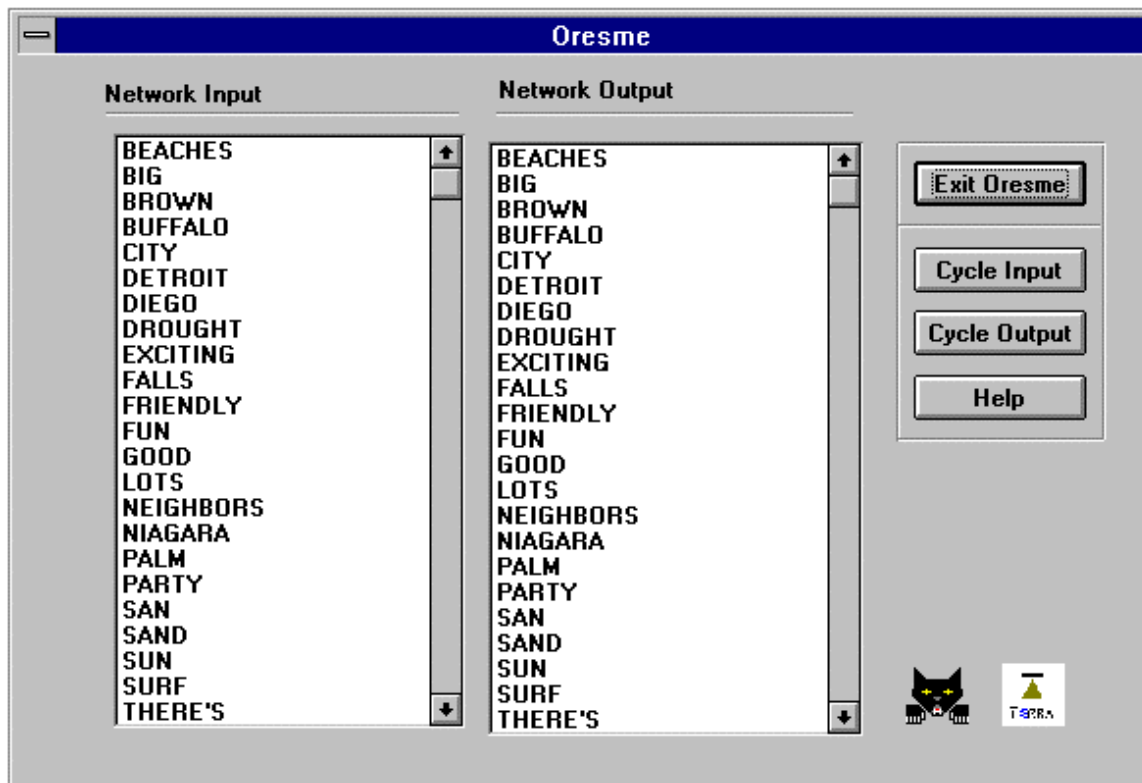 Oresme
Network Input
BEACHES
BIG
BROWN
BUFFALO
CITY
DETROIT
DIEGO
DROUGHT
EXCITING
FALLS
FRIENDLY
FUN
GOOD
LOTS
NEIGHBORS
NIAGARA
PALM
PARTY
SAN
SAND
SUN
SURF
THERE'S
Network Output
BEACHES
BIG
BROWN
BUFFALO
CITY
DETROIT
DIEGO
DROUGHT
EXCITING
FALLS
FRIENDLY
FUN
GOOD
LOTS
NEIGHBORS
NIAGARA
PALM
PARTY
SAN
SAND
SUN
SURF
THERE'S
Exit Oresme
Cycle Input
Cycle Output
Help